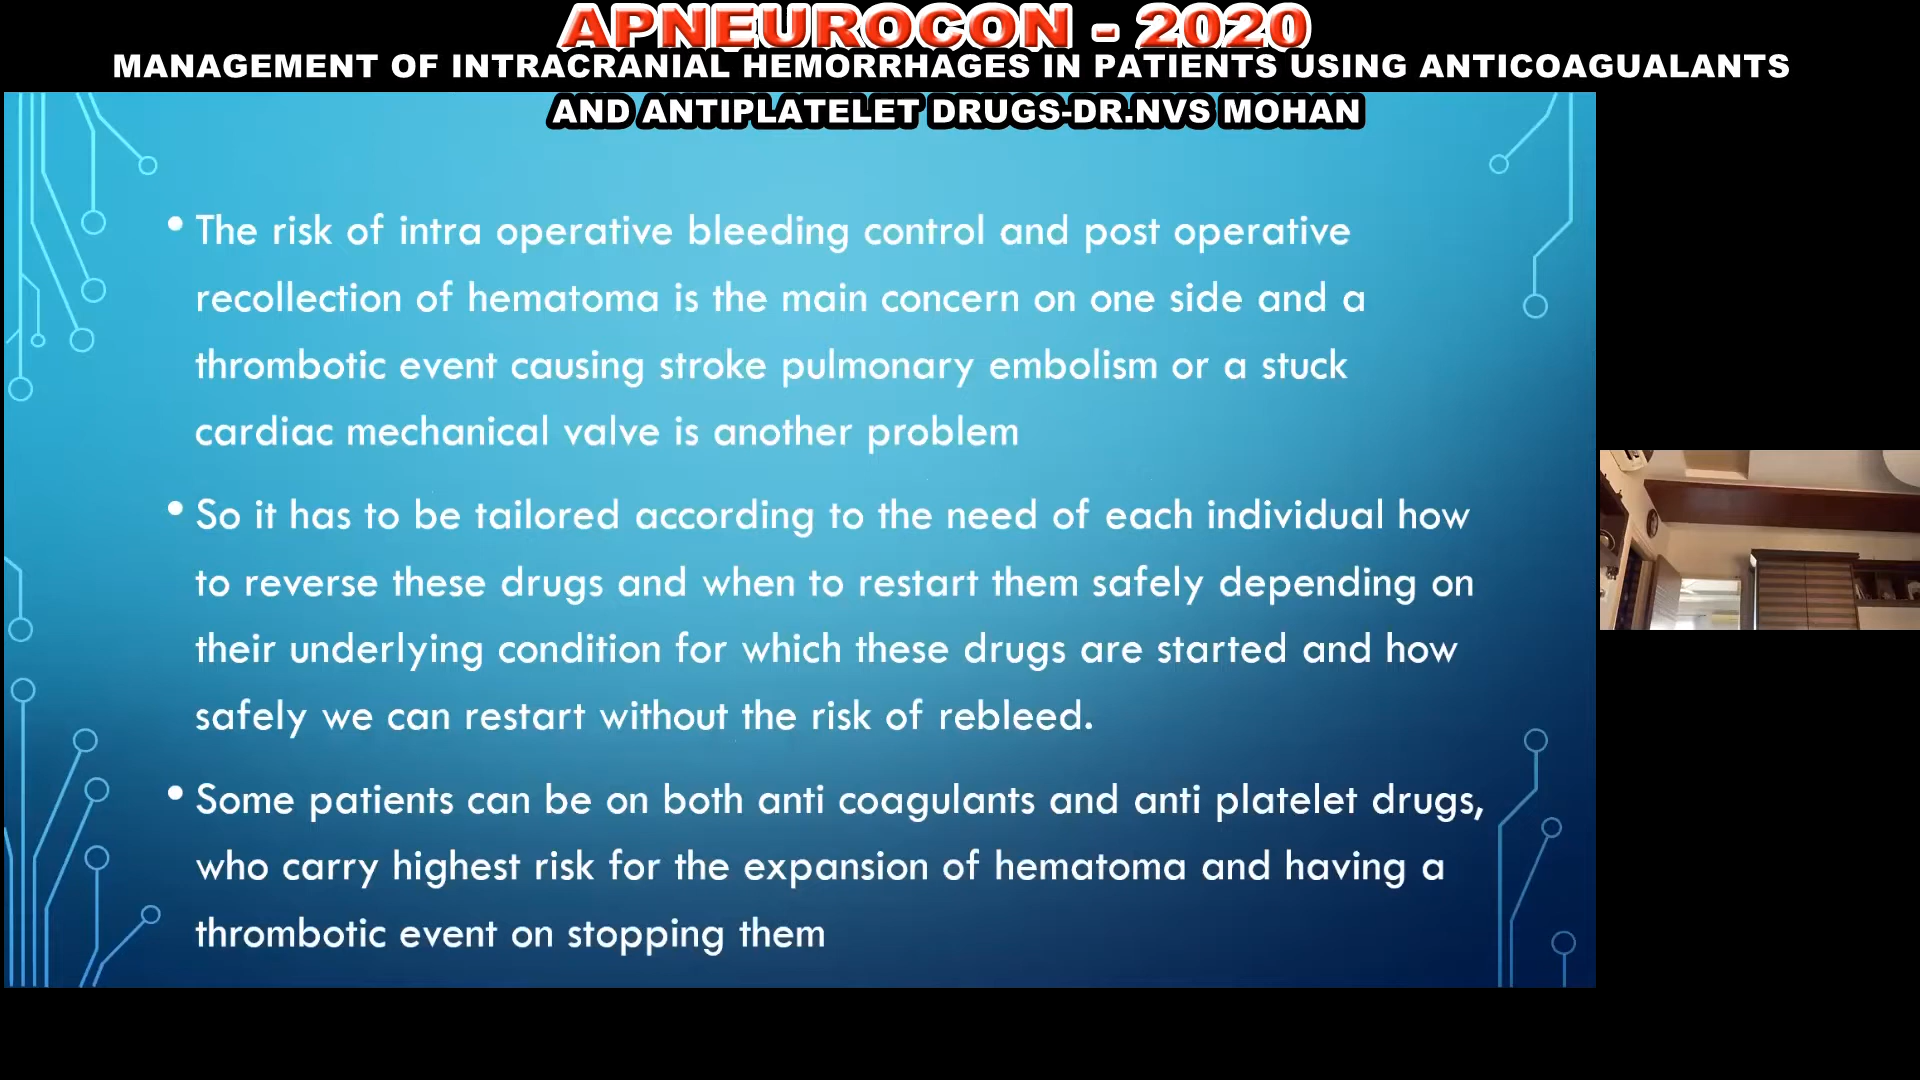 APNEUROCON - 2020
MANAGEMENT OF INTRACRANIAL HEMORRHAGES IN PATIENTS USING ANTICOAGUALANTS
AND ANTIPLATELET DRUGS-DR.NVS MOHAN
• The risk of intra operative bleeding control and post operative
recollection of hematoma is the main concern on one side and a
thrombotic event causing stroke pulmonary embolism or a stuck
cardiac mechanical valve is another problem
• So it has to be tailored according to the need of each individual how
to reverse these drugs and when to restart them safely depending on
their underlying condition for which these drugs are started and how
safely we can restart without the risk of rebleed.
• Some patients can be on both anti coagulants and anti platelet drugs,
who carry highest risk for the expansion of hematoma and having a
thrombotic event on stopping them